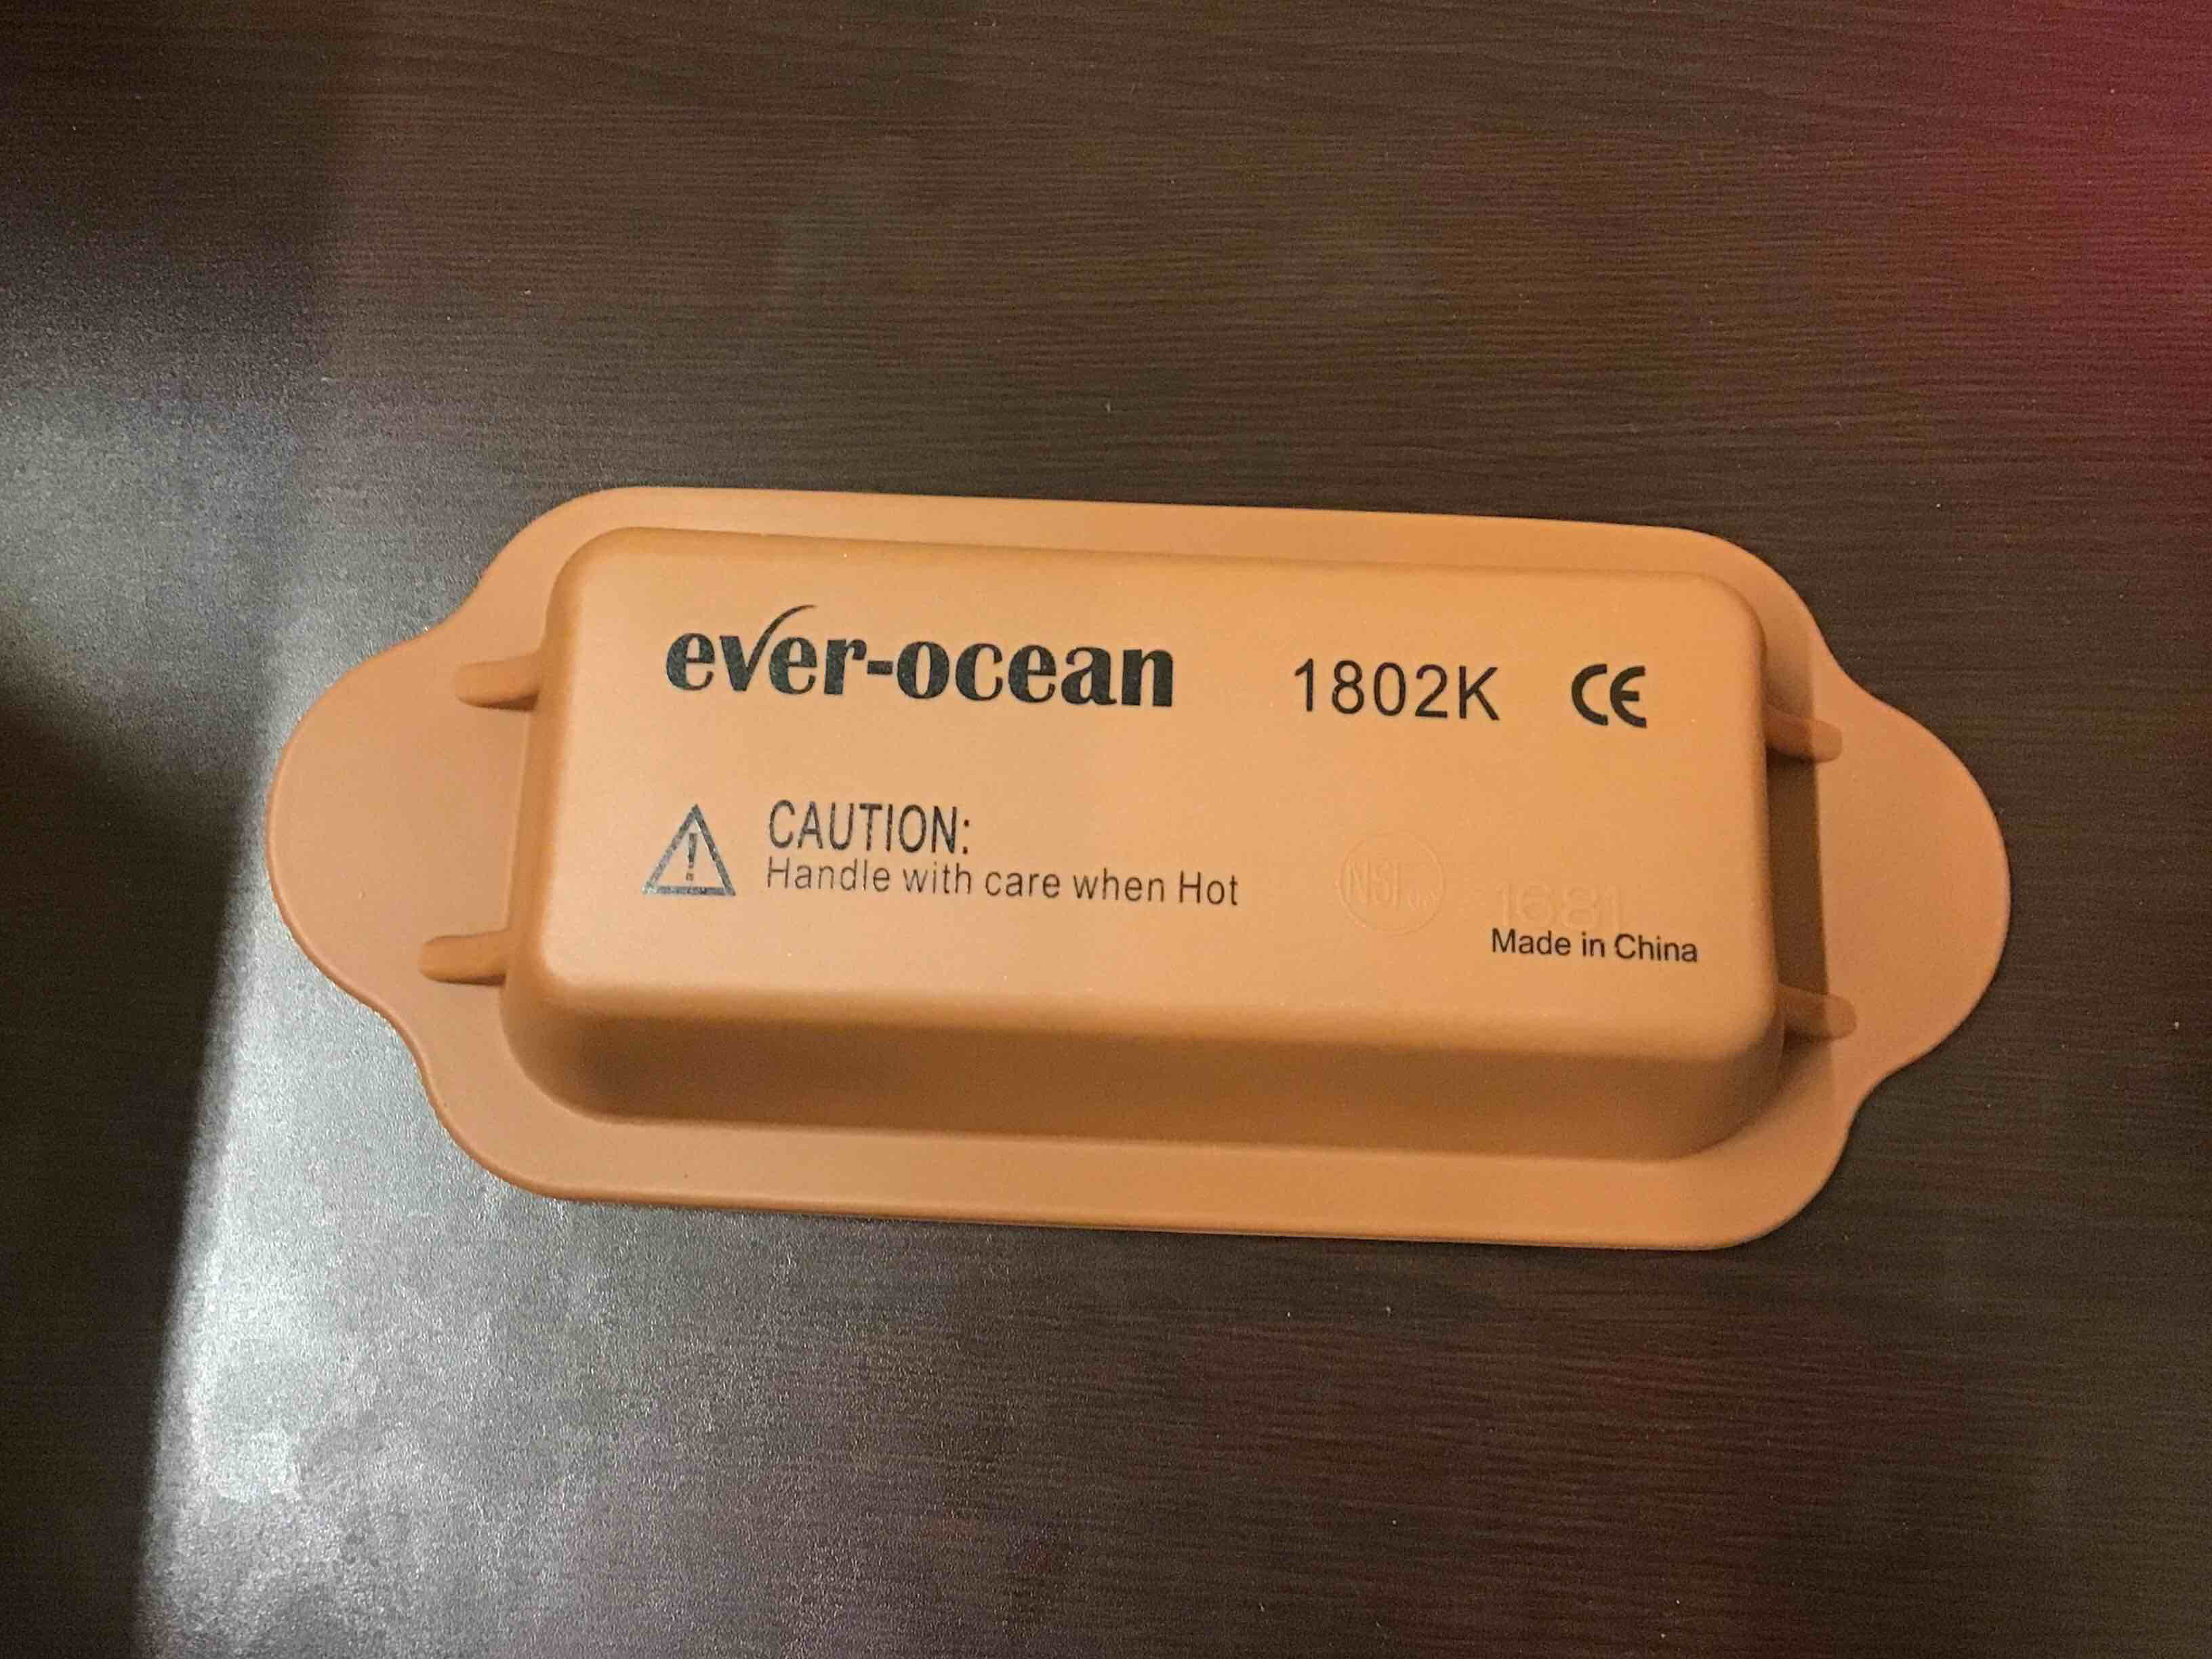 ever-ocean 1802K CE
CAUTION:
Handle with care when Hot
NSF
1681
Made in China